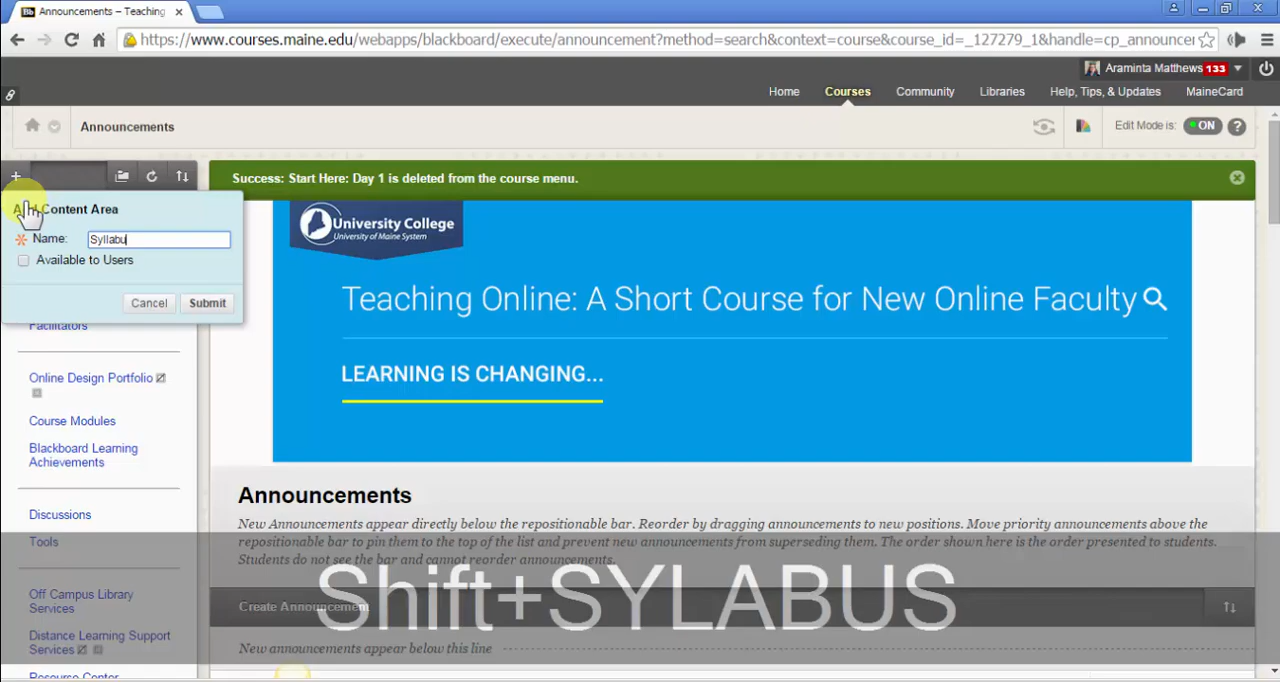 Bb Announcements – Teaching
https://www.courses.maine.edu/webapps/blackboard/execute/announcement?method=search&context=course&course_id=_127279_1&handle=cp_announcer
Araminta Matthews 133
Home Courses Community Libraries Help, Tips, & Updates MaineCard
Announcements
Edit Mode is: ON ?
Success: Start Here: Day 1 is deleted from the course menu.
Add Content Area
Name: Syllabu
Available to Users
Cancel Submit
Facilitators
Online Design Portfolio
Course Modules
Blackboard Learning
Achievements
Discussions
Tools
Off Campus Library
Services
Distance Learning Support
Services
Resource Center
University College
University of Maine System
Teaching Online: A Short Course for New Online Faculty
LEARNING IS CHANGING...
Announcements
New Announcements appear directly below the repositionable bar. Reorder by dragging announcements to new positions. Move priority announcements above the
repositionable bar to pin them to the top of the list and prevent new announcements from superseding them. The order shown here is the order presented to students.
Students do not see the bar and cannot reorder announcements.
Create Announcement
Shift+SYLABUS
New announcements appear below this line